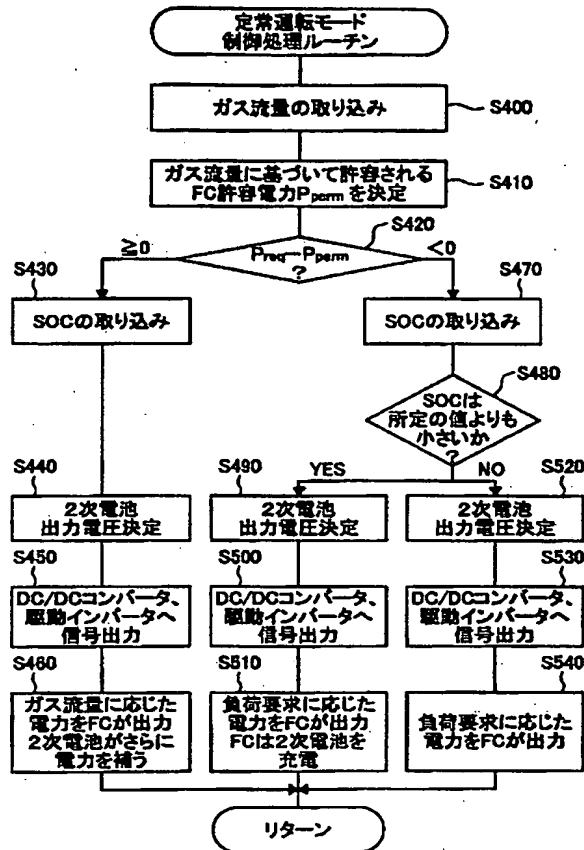 定常運転モード
制御処理ルーチン
ガス流量の取り込み
S400
ガス流量に基づいて許容される
FC許容電力Ppermを決定
S410
S420
≧0
Preq−Pperm
?
<0
S430
SOCの取り込み
S470
SOCの取り込み
S480
SOCは
所定の値よりも
小さいか
?
YES
NO
S440
2次電池
出力電圧決定
S490
2次電池
出力電圧決定
S520
2次電池
出力電圧決定
S450
DC/DCコンバータ、
駆動インバータへ
信号出力
S500
DC/DCコンバータ、
駆動インバータへ
信号出力
S530
DC/DCコンバータ、
駆動インバータへ
信号出力
S460
ガス流量に応じた
電力をFCが出力
2次電池がさらに
電力を補う
S510
負荷要求に応じた
電力をFCが出力
FCは2次電池を
充電
S540
負荷要求に応じた
電力をFCが出力
リターン